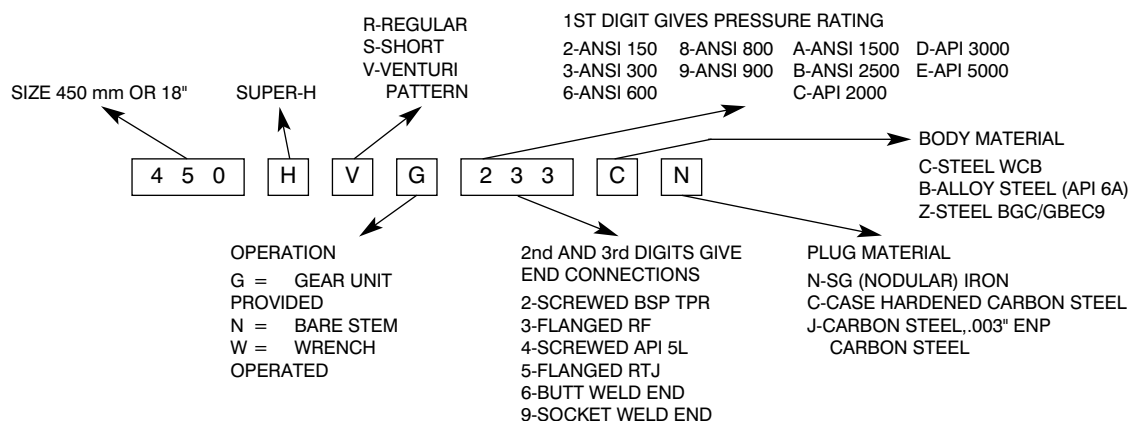 1ST DIGIT GIVES PRESSURE RATING
2-ANSI 150 8-ANSI 800 A-ANSI 1500 D-API 3000
3-ANSI 300 9-ANSI 900 B-ANSI 2500 E-API 5000
6-ANSI 600 C-API 2000
R-REGULAR
S-SHORT
V-VENTURI
PATTERN
SIZE 450 mm OR 18"
SUPER-H
BODY MATERIAL
C-STEEL WCB
B-ALLOY STEEL (API 6A)
Z-STEEL BGC/GBEC9
4 5 0 H V G 2 3 3 C N
OPERATION
G = GEAR UNIT
PROVIDED
N = BARE STEM
W = WRENCH
OPERATED
2nd AND 3rd DIGITS GIVE
END CONNECTIONS
2-SCREWED BSP TPR
3-FLANGED RF
4-SCREWED API 5L
5-FLANGED RTJ
6-BUTT WELD END
9-SOCKET WELD END
PLUG MATERIAL
N-SG (NODULAR) IRON
C-CASE HARDENED CARBON STEEL
J-CARBON STEEL,.003" ENP
CARBON STEEL